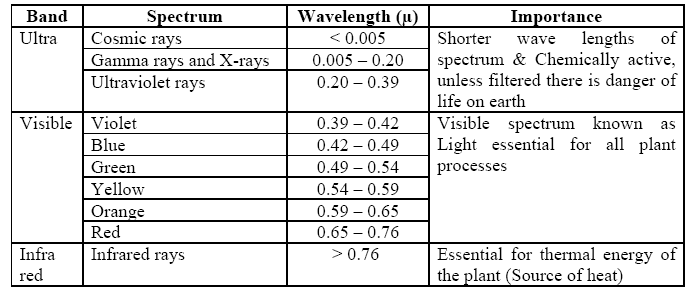 Band Spectrum Wavelength (μ) Importance
Ultra Cosmic rays < 0.005 Shorter wave lengths of
Gamma rays and X-rays 0.005 – 0.20 spectrum & Chemically active,
Ultraviolet rays 0.20 – 0.39 unless filtered there is danger of
life on earth
Visible Violet 0.39 – 0.42 Visible spectrum known as
Blue 0.42 – 0.49 Light essential for all plant
Green 0.49 – 0.54 processes
Yellow 0.54 – 0.59
Orange 0.59 – 0.65
Red 0.65 – 0.76
Infra Infrared rays > 0.76 Essential for thermal energy of
red the plant (Source of heat)